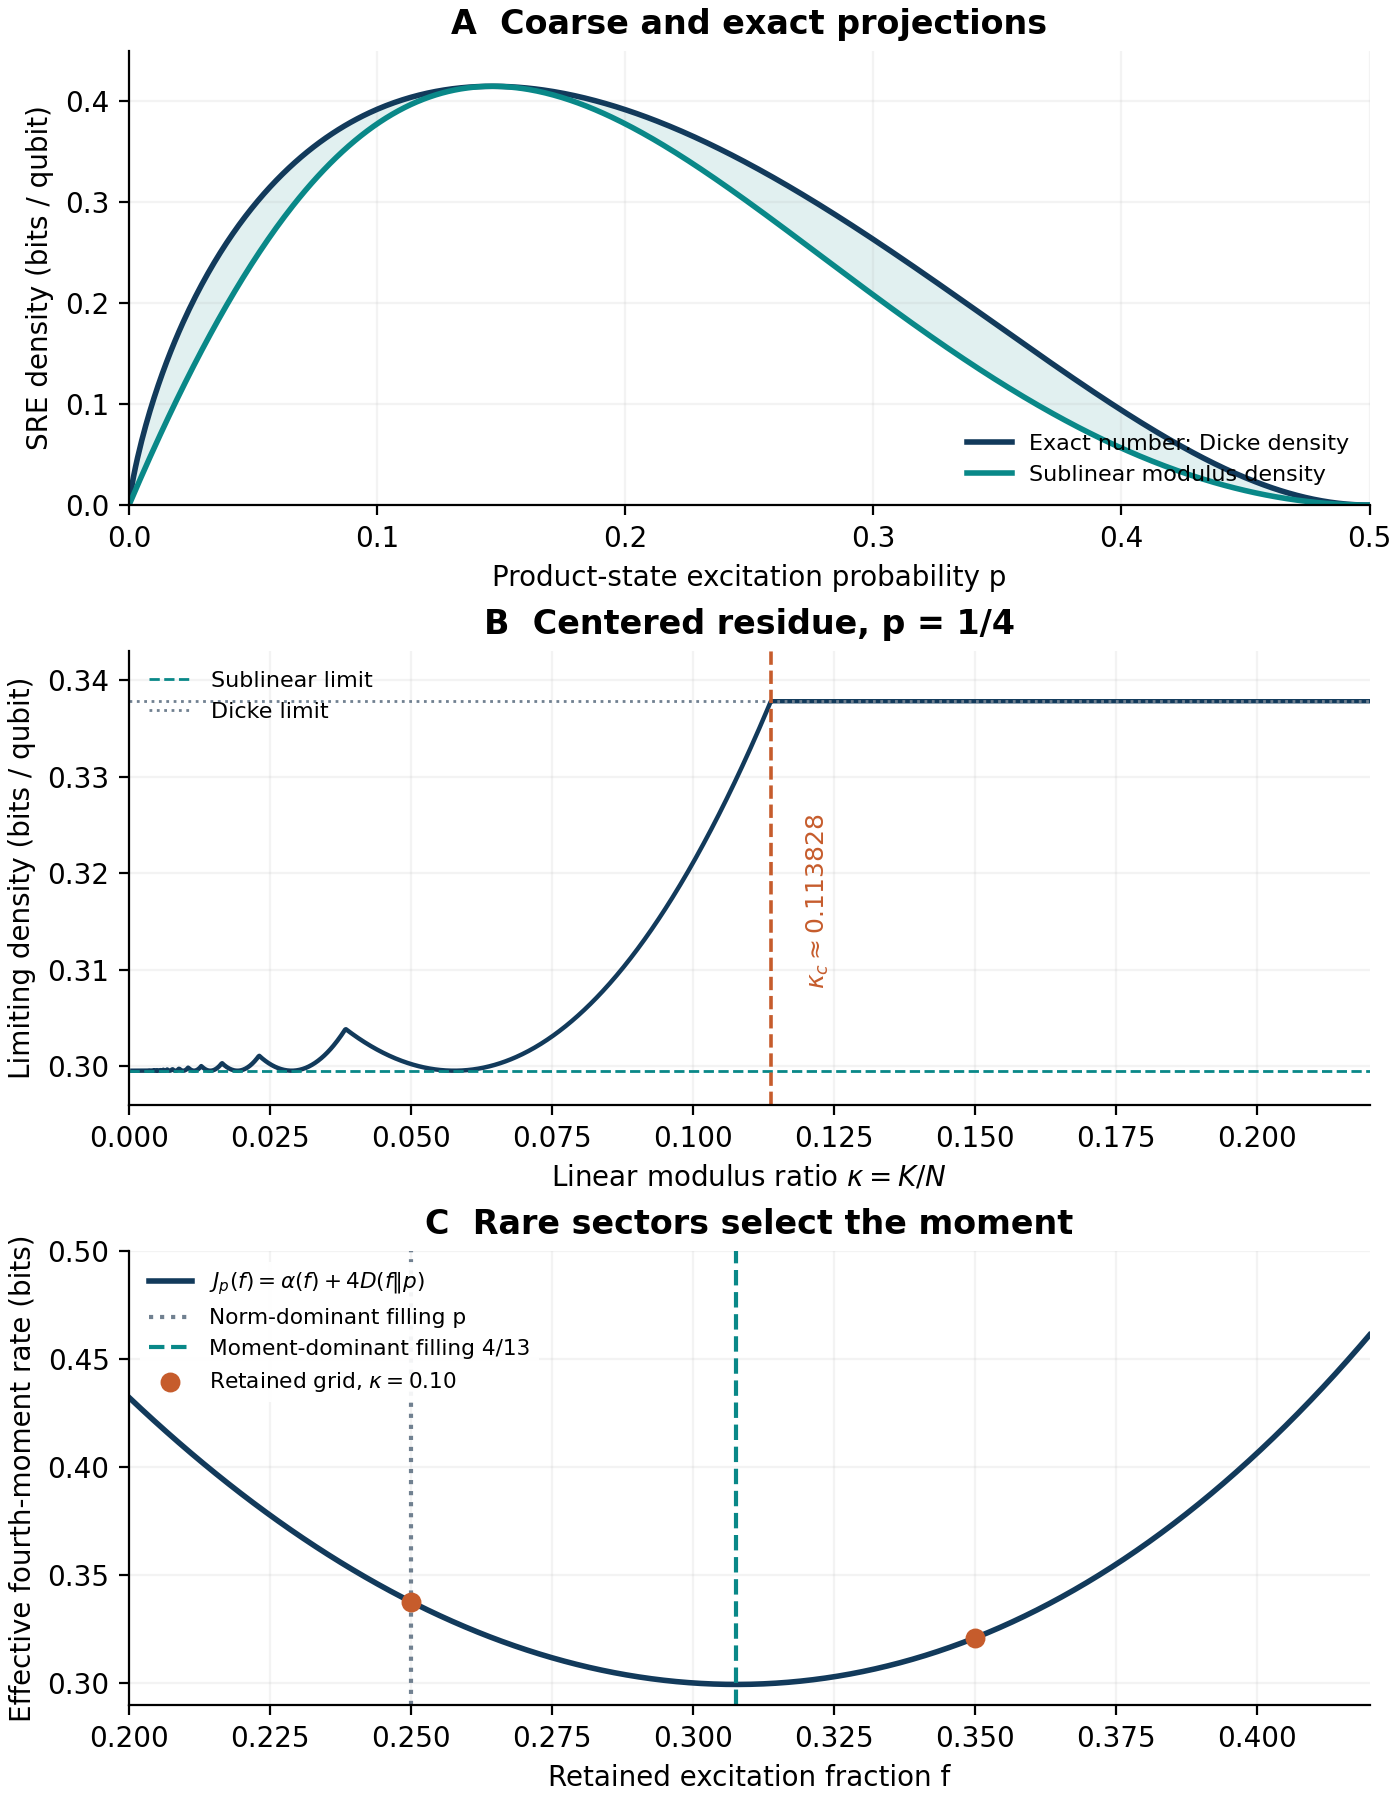 A  Coarse and exact projections
SRE density (bits / qubit)
0.4
0.3
0.2
0.1
0.0
Exact number: Dicke density
Sublinear modulus density
0.0 0.1 0.2 0.3 0.4 0.5
Product-state excitation probability p
B  Centered residue, p = 1/4
Limiting density (bits / qubit)
0.34
0.33
0.32
0.31
0.30
Sublinear limit
Dicke limit
κc ≈ 0.113828
0.000 0.025 0.050 0.075 0.100 0.125 0.150 0.175 0.200
Linear modulus ratio κ = K/N
C  Rare sectors select the moment
Effective fourth-moment rate (bits)
0.50
0.45
0.40
0.35
0.30
Jp(f) = α(f) + 4D(f‖p)
Norm-dominant filling p
Moment-dominant filling 4/13
Retained grid, κ = 0.10
0.200 0.225 0.250 0.275 0.300 0.325 0.350 0.375 0.400
Retained excitation fraction f